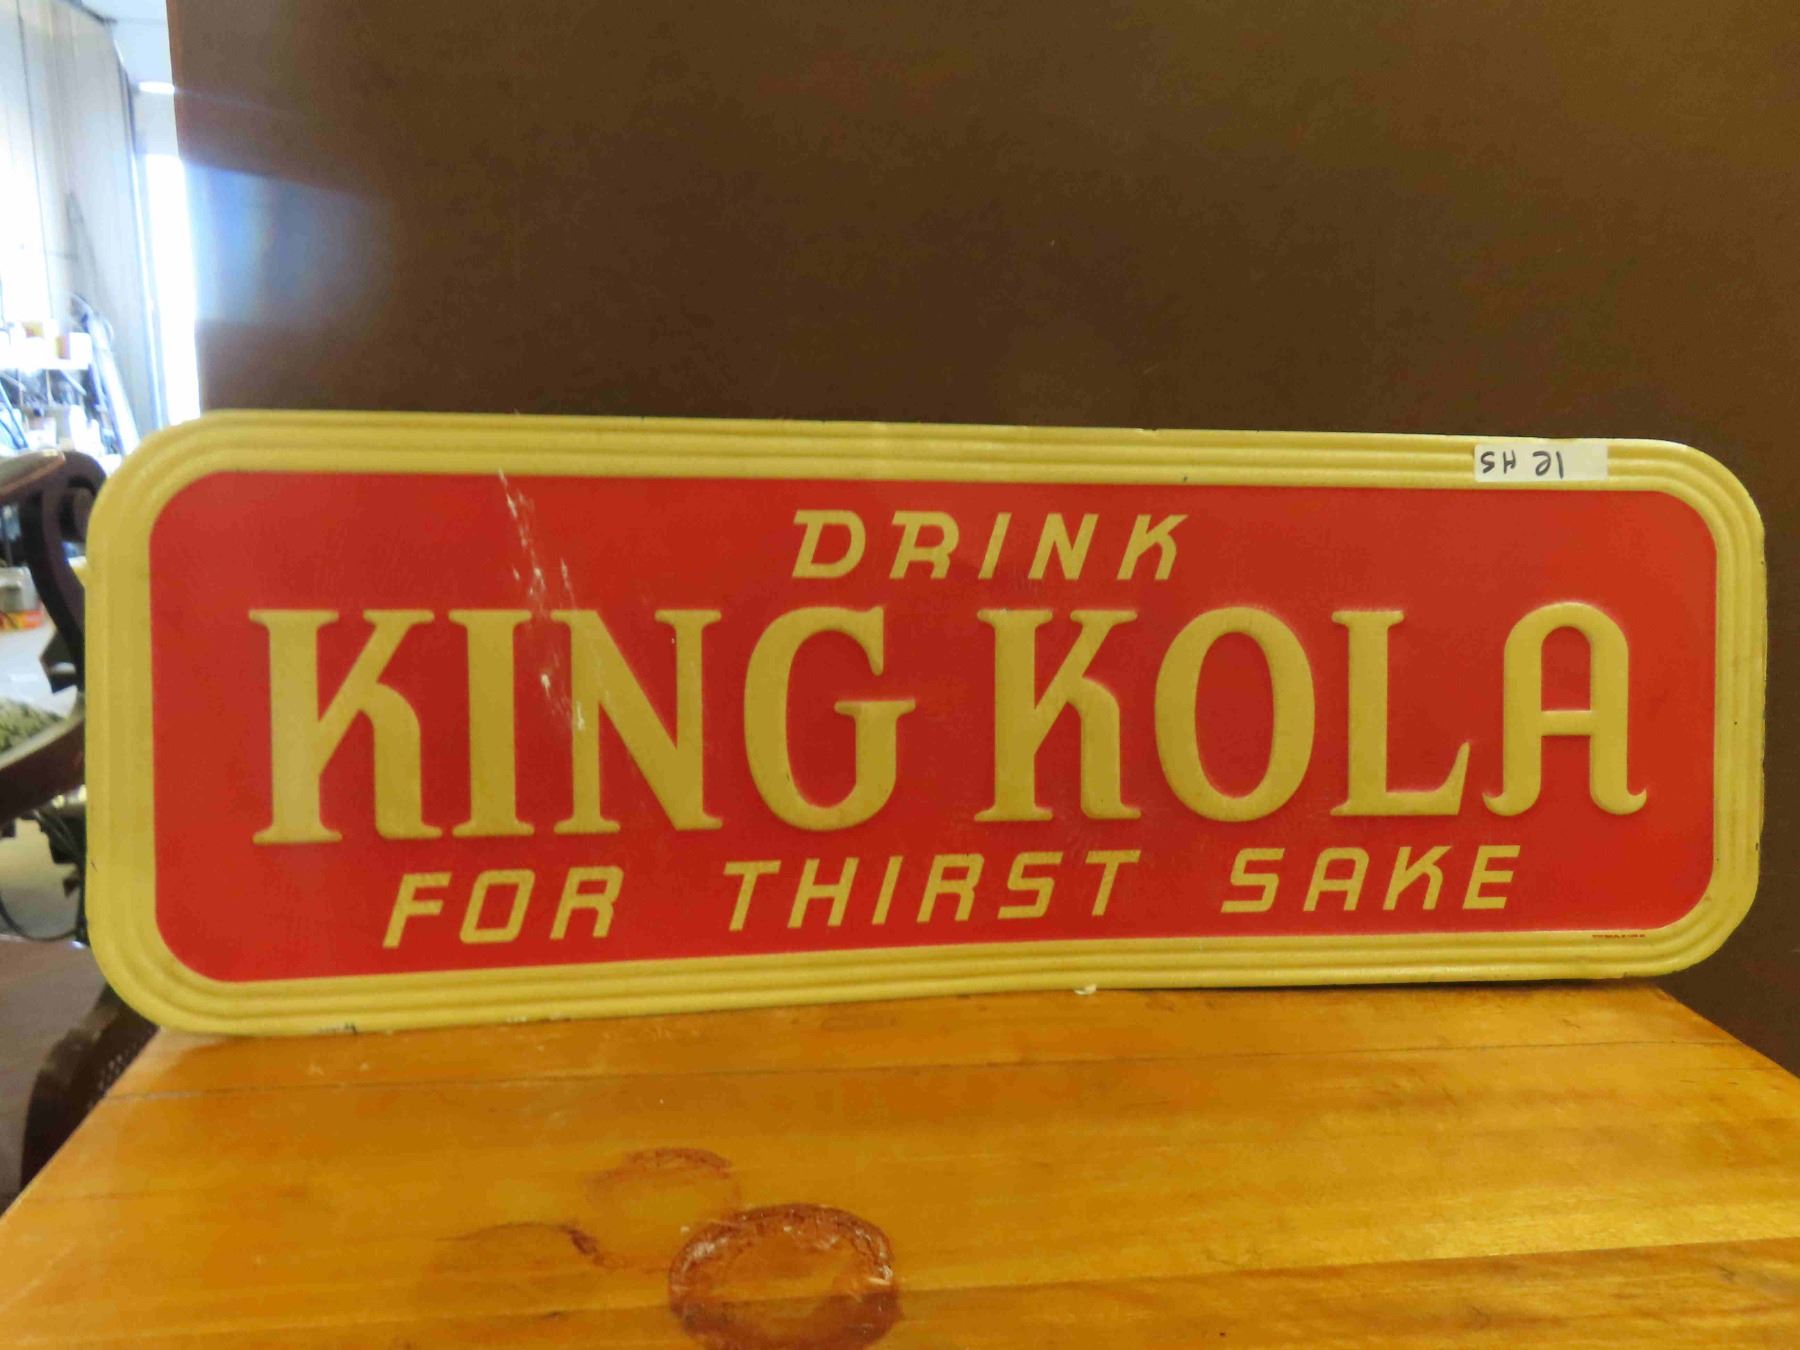 DRINK
KING KOLA
FOR THIRST SAKE